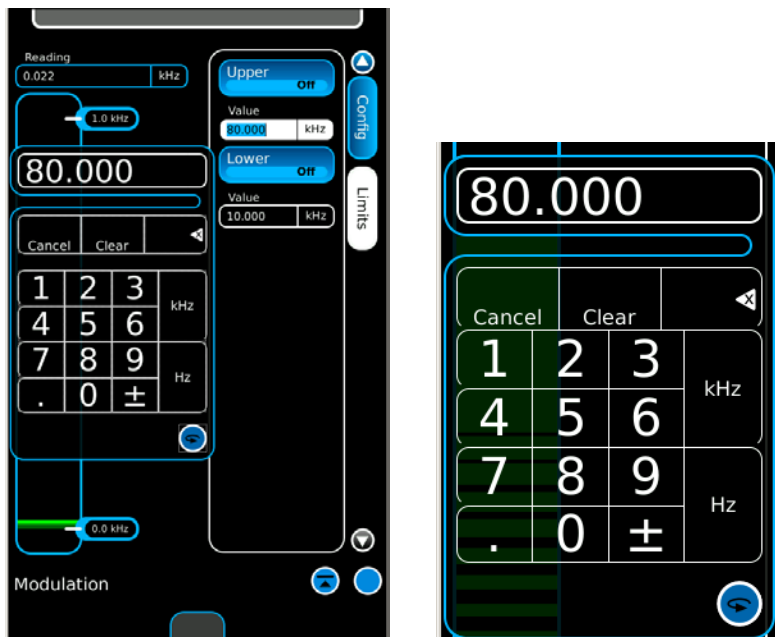 Reading
0.022 kHz
1.0 kHz
80.000
Cancel Clear X
1 2 3 kHz
4 5 6
7 8 9 Hz
. 0 ±
0.0 kHz
Modulation
Upper
Off
Value
80.000 kHz
Lower
Off
Value
10.000 kHz
Config
Limits
80.000
Cancel Clear X
1 2 3 kHz
4 5 6
7 8 9 Hz
. 0 ±